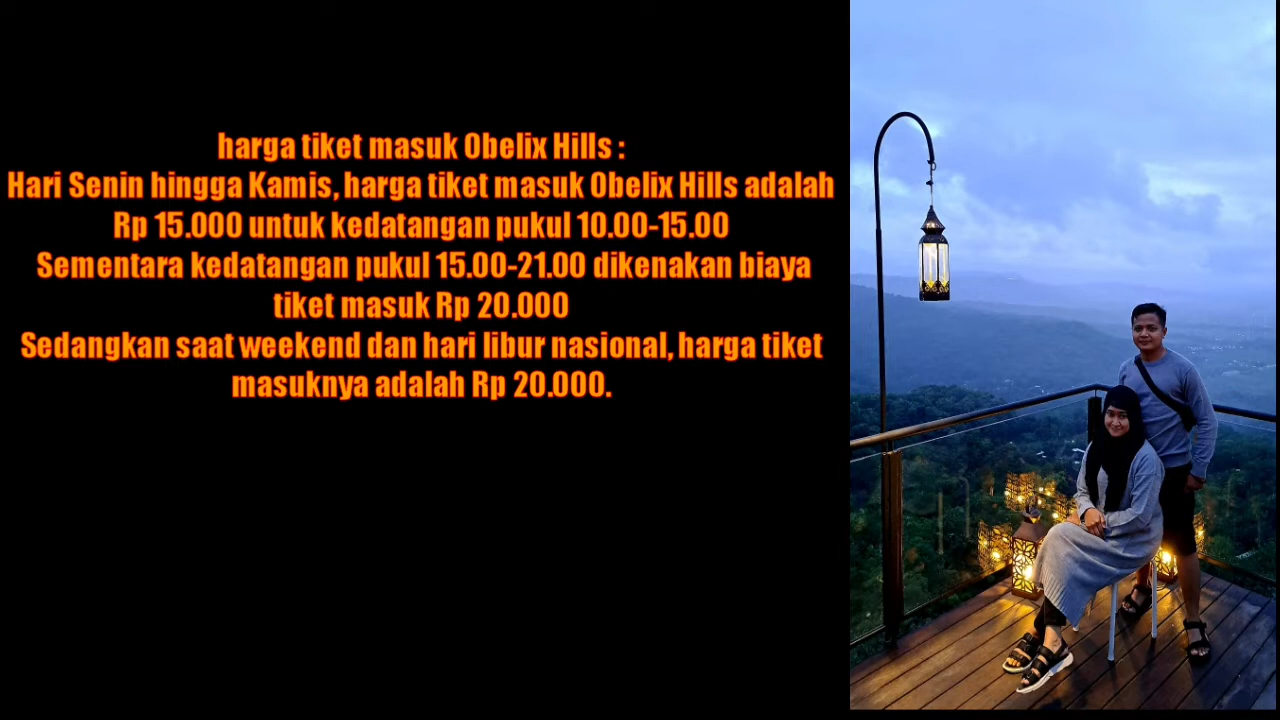 harga tiket masuk Obelix Hills :
Hari Senin hingga Kamis, harga tiket masuk Obelix Hills adalah
Rp 15.000 untuk kedatangan pukul 10.00-15.00
Sementara kedatangan pukul 15.00-21.00 dikenakan biaya
tiket masuk Rp 20.000
Sedangkan saat weekend dan hari libur nasional, harga tiket
masuknya adalah Rp 20.000.